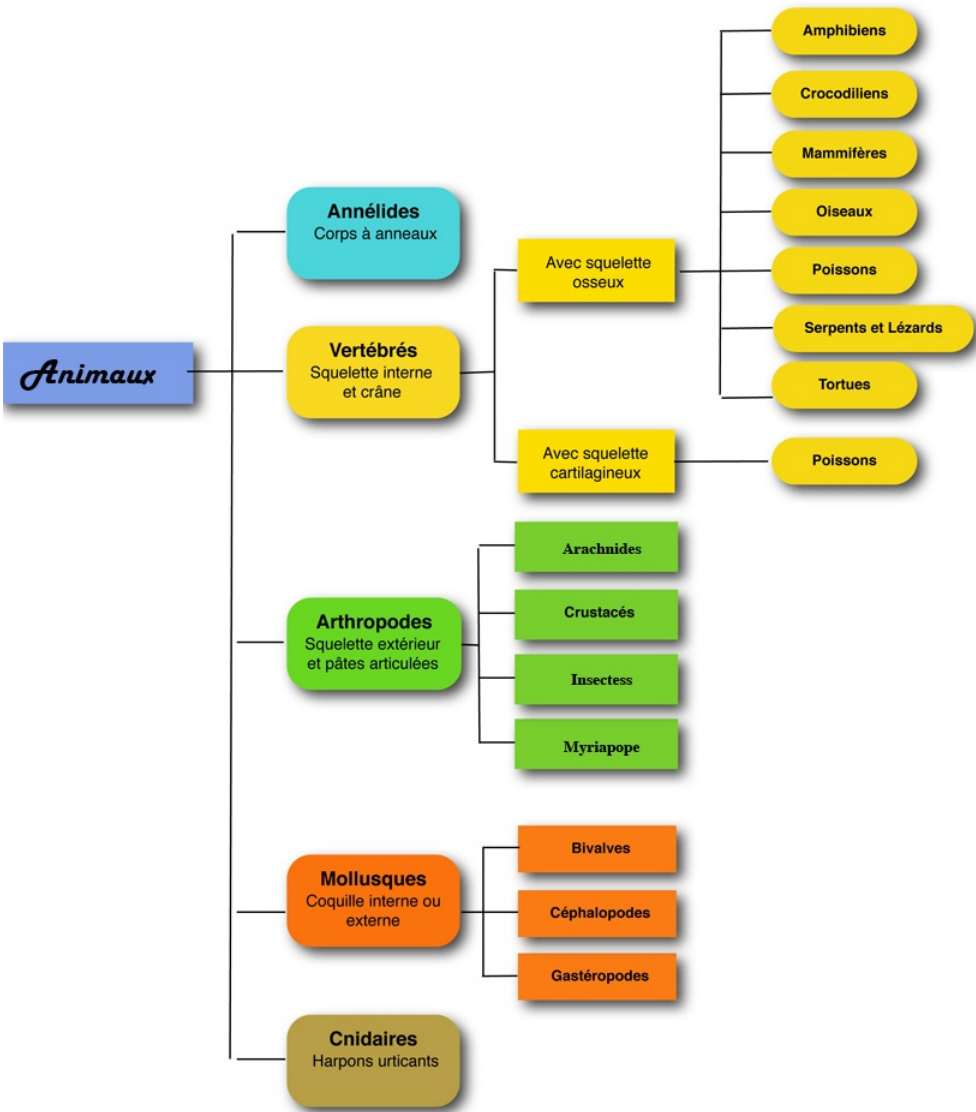 Animaux
Annélides
Corps à anneaux
Vertébrés
Squelette interne
et crâne
Avec squelette
osseux
Amphibiens
Crocodiliens
Mammifères
Oiseaux
Poissons
Serpents et Lézards
Tortues
Avec squelette
cartilagineux
Poissons
Arthropodes
Squelette extérieur
et pâtes articulées
Arachnides
Crustacés
Insectess
Myriapope
Mollusques
Coquille interne ou
externe
Bivalves
Céphalopodes
Gastéropodes
Cnidaires
Harpons urticants